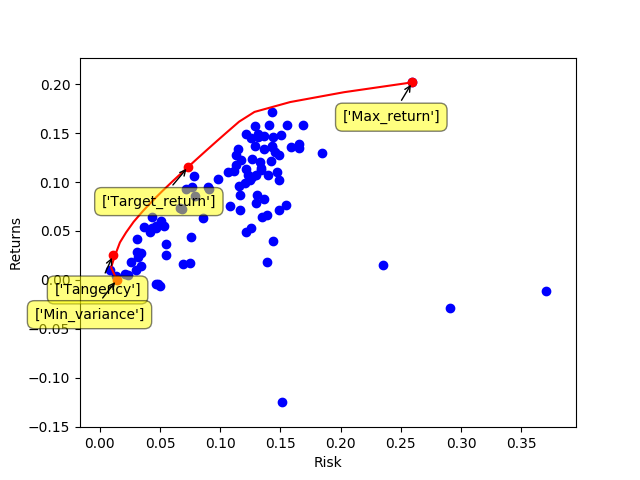 0.20
0.15
0.10
0.05
0.00
−0.05
−0.10
−0.15
Returns
['Max_return']
['Target_return']
['Tangency']
['Min_variance']
0.00 0.05 0.10 0.15 0.20 0.25 0.30 0.35
Risk